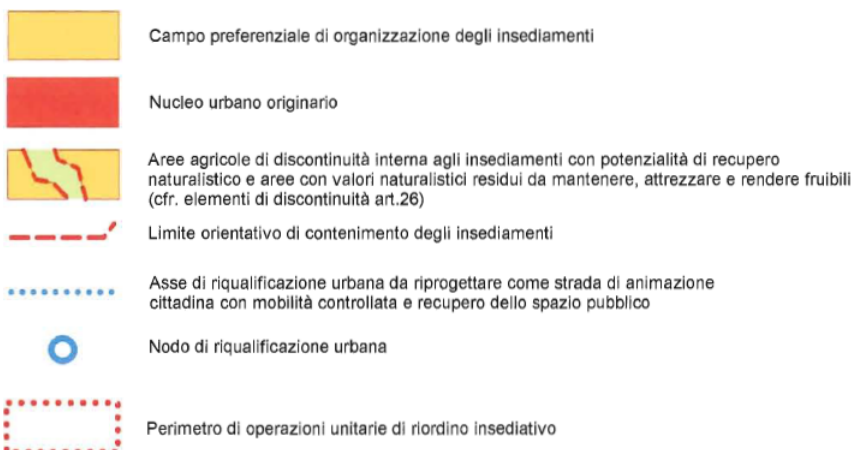 Campo preferenziale di organizzazione degli insediamenti
Nucleo urbano originario
Aree agricole di discontinuità interna agli insediamenti con potenzialità di recupero
naturalistico e aree con valori naturalistici residui da mantenere, attrezzare e rendere fruibili
(cfr. elementi di discontinuità art.26)
Limite orientativo di contenimento degli insediamenti
Asse di riqualificazione urbana da riprogettare come strada di animazione
cittadina con mobilità controllata e recupero dello spazio pubblico
Nodo di riqualificazione urbana
Perimetro di operazioni unitarie di riordino insediativo